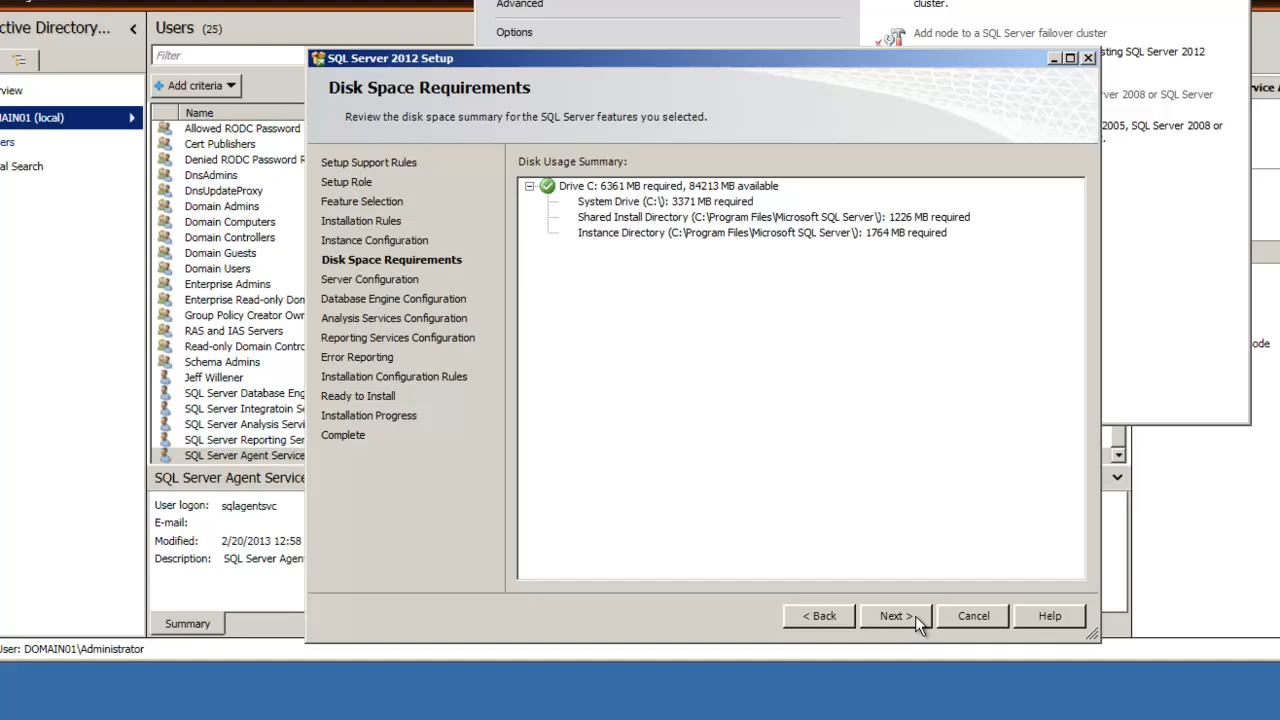 ctive Directory...
Users (25)
Filter
Add criteria
Name
rview
MAIN01 (local)
ers
al Search
Allowed RODC Password
Cert Publishers
Denied RODC Password R
DnsAdmins
DnsUpdateProxy
Domain Admins
Domain Computers
Domain Controllers
Domain Guests
Domain Users
Enterprise Admins
Enterprise Read-only Dom
Group Policy Creator Own
RAS and IAS Servers
Read-only Domain Contro
Schema Admins
Jeff Willener
SQL Server Database Eng
SQL Server Integratoin Se
SQL Server Analysis Servi
SQL Server Reporting Ser
SQL Server Agent Service
SQL Server Agent Service
User logon: sqlagentsvc
E-mail:
Modified: 2/20/2013 12:58
Description: SQL Server Agen
Summary
User: DOMAIN01\Administrator
Advanced
Options
cluster.
Add node to a SQL Server failover cluster
sting SQL Server 2012
rver 2008 or SQL Server
2005, SQL Server 2008 or
vice A
ode
SQL Server 2012 Setup
Disk Space Requirements
Review the disk space summary for the SQL Server features you selected.
Setup Support Rules
Setup Role
Feature Selection
Installation Rules
Instance Configuration
Disk Space Requirements
Server Configuration
Database Engine Configuration
Analysis Services Configuration
Reporting Services Configuration
Error Reporting
Installation Configuration Rules
Ready to Install
Installation Progress
Complete
Disk Usage Summary:
Drive C: 6361 MB required, 84213 MB available
System Drive (C:\): 3371 MB required
Shared Install Directory (C:\Program Files\Microsoft SQL Server\): 1226 MB required
Instance Directory (C:\Program Files\Microsoft SQL Server\): 1764 MB required
< Back
Next >
Cancel
Help